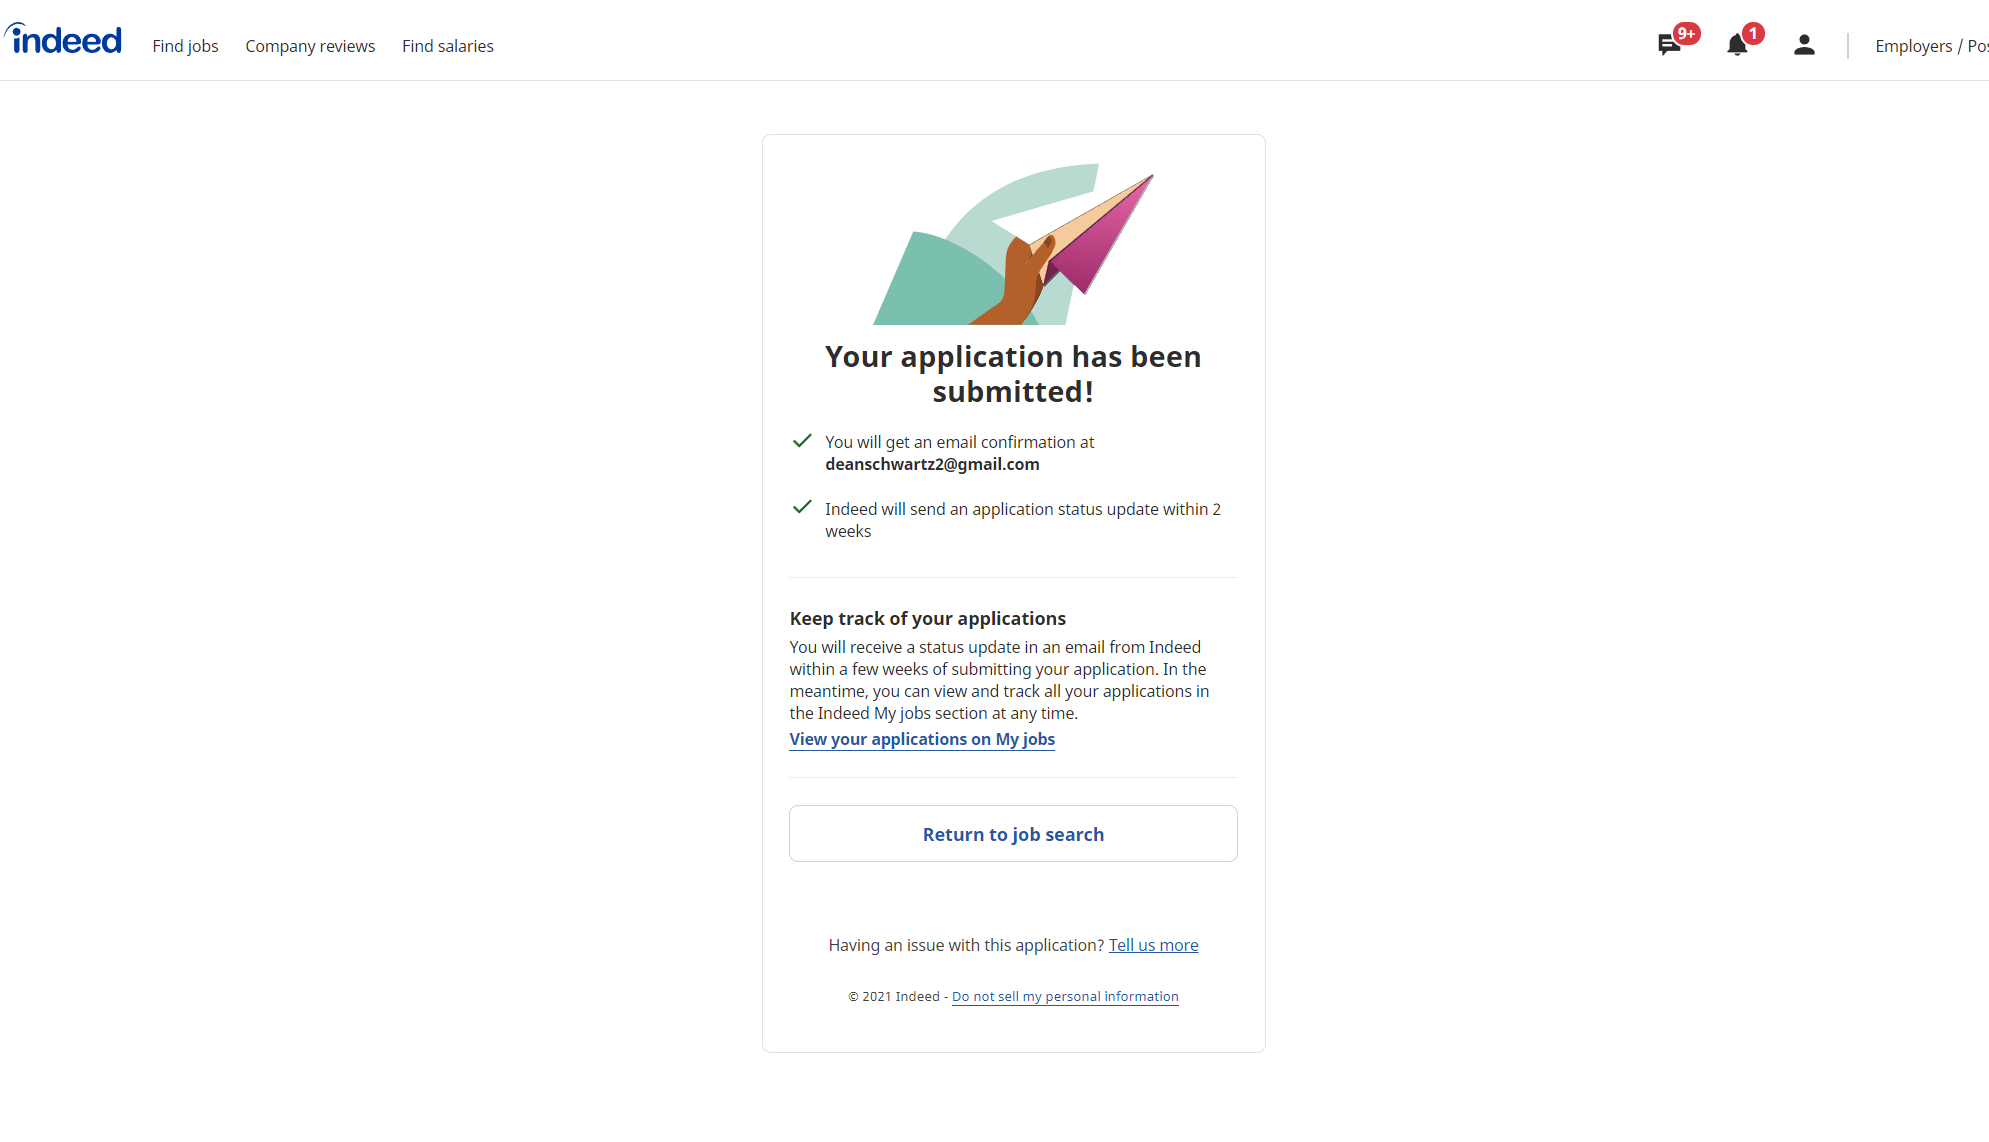 indeed
Find jobs
Company reviews
Find salaries
9+
1
Employers / Pos
Your application has been
submitted!
You will get an email confirmation at
deanschwartz2@gmail.com
Indeed will send an application status update within 2
weeks
Keep track of your applications
You will receive a status update in an email from Indeed
within a few weeks of submitting your application. In the
meantime, you can view and track all your applications in
the Indeed My jobs section at any time.
View your applications on My jobs
Return to job search
Having an issue with this application? Tell us more
© 2021 Indeed - Do not sell my personal information